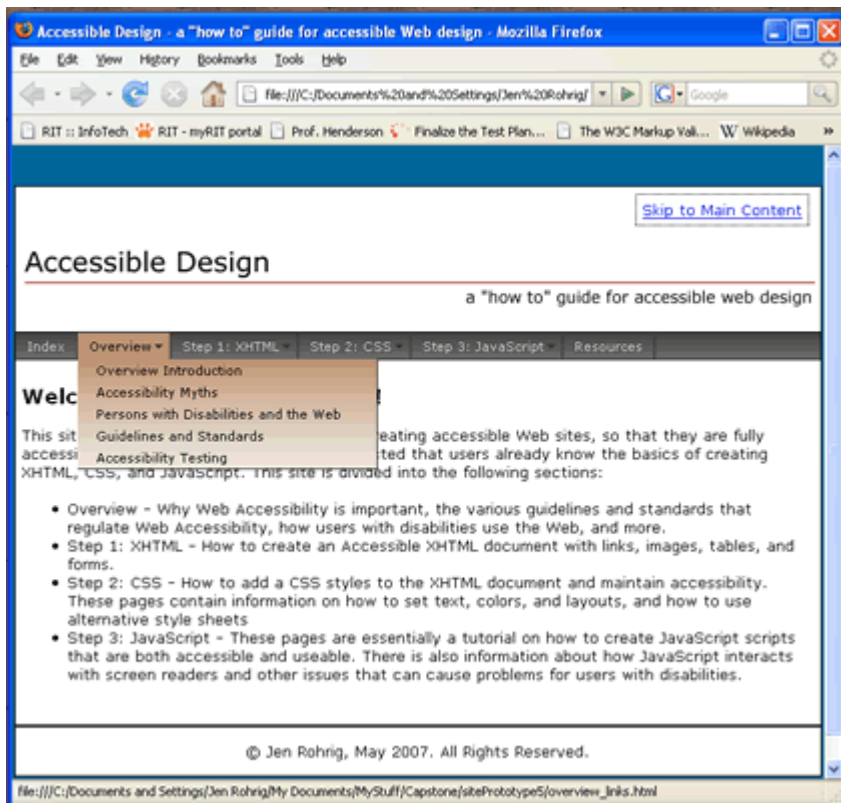 Accessible Design - a "how to" guide for accessible Web design - Mozilla Firefox
File Edit View History Bookmarks Tools Help
file:///C:/Documents%20and%20Settings/Jen%20Rohrig/
Google
RIT :: InfoTech RIT - myRIT portal Prof. Henderson Finalize the Test Plan... The W3C Markup Vali... Wikipedia »
Skip to Main Content
Accessible Design
a "how to" guide for accessible web design
Index Overview Step 1: XHTML Step 2: CSS Step 3: JavaScript Resources
Overview Introduction
Accessibility Myths
Persons with Disabilities and the Web
Guidelines and Standards
Accessibility Testing
Welc !
This sit eating accessible Web sites, so that they are fully
accessi cted that users already know the basics of creating
XHTML, CSS, and JavaScript. This site is divided into the following sections:
• Overview - Why Web Accessibility is important, the various guidelines and standards that
regulate Web Accessibility, how users with disabilities use the Web, and more.
• Step 1: XHTML - How to create an Accessible XHTML document with links, images, tables, and
forms.
• Step 2: CSS - How to add a CSS styles to the XHTML document and maintain accessibility.
These pages contain information on how to set text, colors, and layouts, and how to use
alternative style sheets
• Step 3: JavaScript - These pages are essentially a tutorial on how to create JavaScript scripts
that are both accessible and useable. There is also information about how JavaScript interacts
with screen readers and other issues that can cause problems for users with disabilities.
© Jen Rohrig, May 2007. All Rights Reserved.
file:///C:/Documents and Settings/Jen Rohrig/My Documents/MyStuff/Capstone/sitePrototype5/overview_links.html